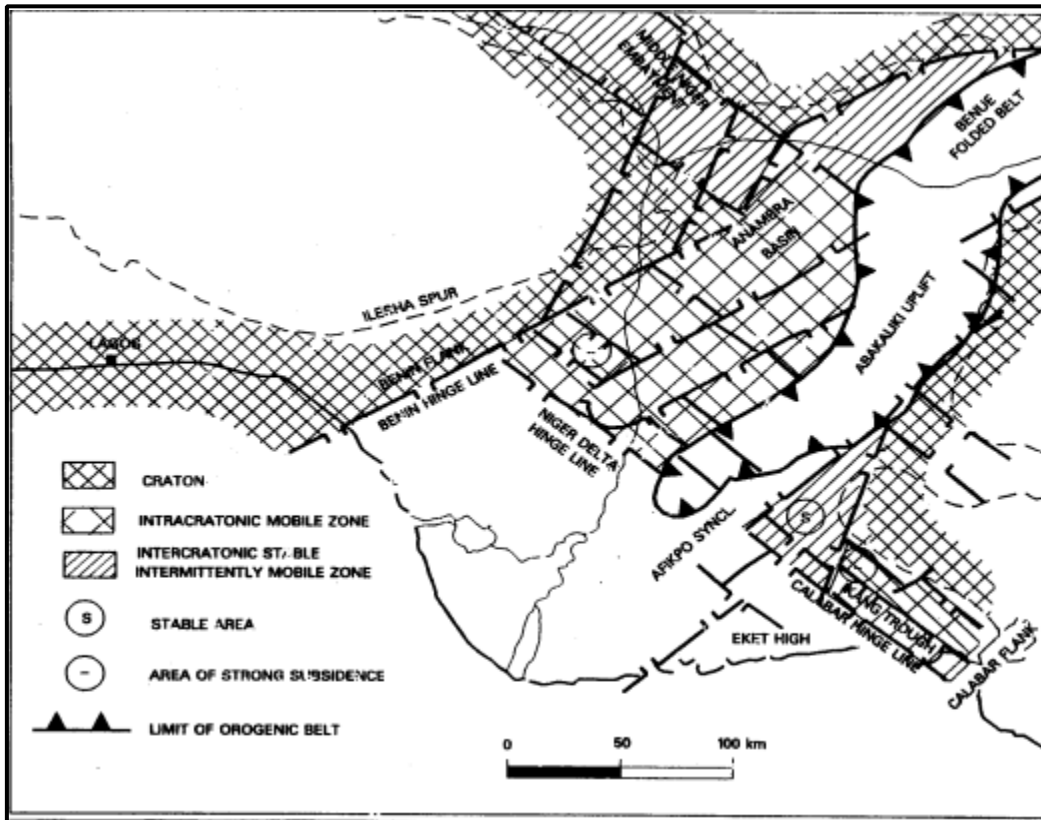 MIDDLE NIGER
EMBAYMENT
BENUE
FOLDED BELT
ANAMBRA
BASIN
ILESHA SPUR
LAGOS
BENIN FLANK
BENIN HINGE LINE
ABAKALIKI UPLIFT
NIGER DELTA
HINGE LINE
CRATON
INTRACRATONIC MOBILE ZONE
INTERCRATONIC STABLE
INTERMITTENTLY MOBILE ZONE
S
STABLE AREA
-
AREA OF STRONG SUBSIDENCE
LIMIT OF OROGENIC BELT
AFIKPO SYNCL.
S
-
IKANG TROUGH
CALABAR HINGE LINE
EKET HIGH
CALABAR FLANK
0 50 100 km